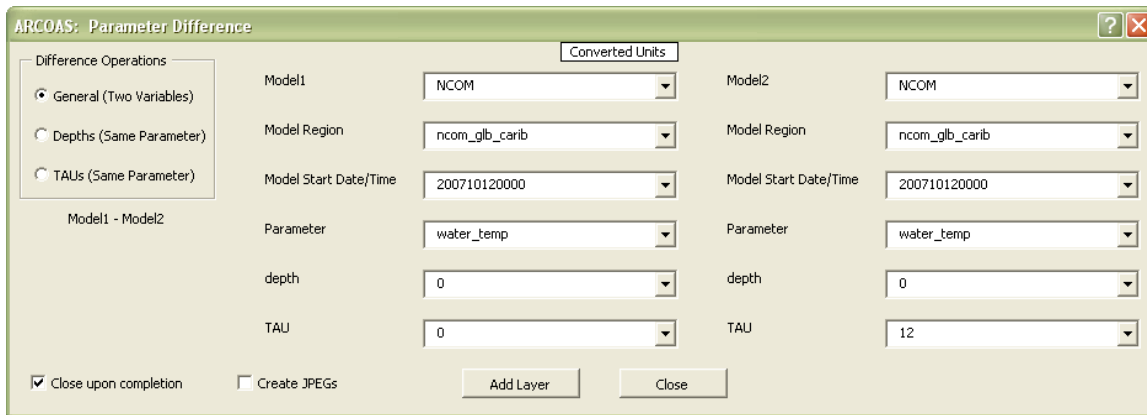 ARCOAS: Parameter Difference
?
X
Converted Units
Difference Operations
General (Two Variables)
Depths (Same Parameter)
TAUs (Same Parameter)
Model1 - Model2
Model1 NCOM Model2 NCOM
Model Region ncom_glb_carib Model Region ncom_glb_carib
Model Start Date/Time 200710120000 Model Start Date/Time 200710120000
Parameter water_temp Parameter water_temp
depth 0 depth 0
TAU 0 TAU 12
Close upon completion Create JPEGs Add Layer Close